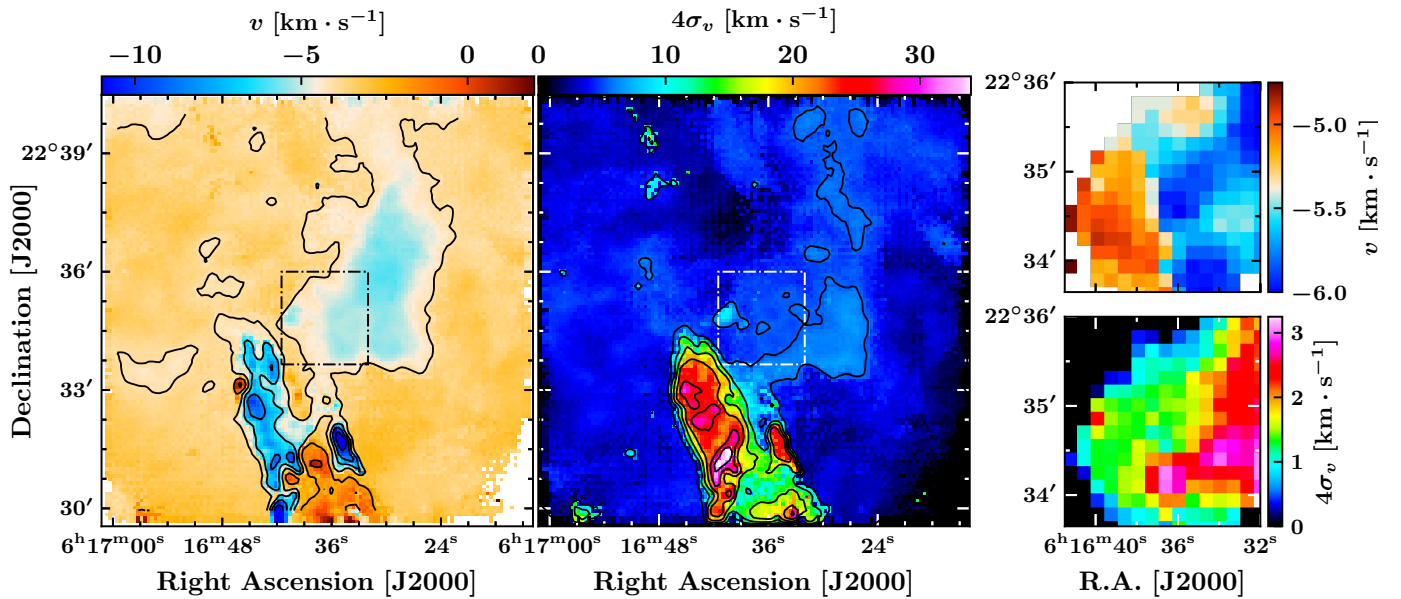 v [km · s⁻¹]
−10 −5 0
4σᵥ [km · s⁻¹]
0 10 20 30
Declination [J2000]
22°39′
36′
33′
30′
6ʰ17ᵐ00ˢ 16ᵐ48ˢ 36ˢ 24ˢ
Right Ascension [J2000]
6ʰ17ᵐ00ˢ 16ᵐ48ˢ 36ˢ 24ˢ
Right Ascension [J2000]
22°36′
35′
34′
−5.0
−5.5
−6.0
v [km · s⁻¹]
22°36′
35′
34′
3
2
1
0
4σᵥ [km · s⁻¹]
6ʰ16ᵐ40ˢ 36ˢ 32ˢ
R.A. [J2000]